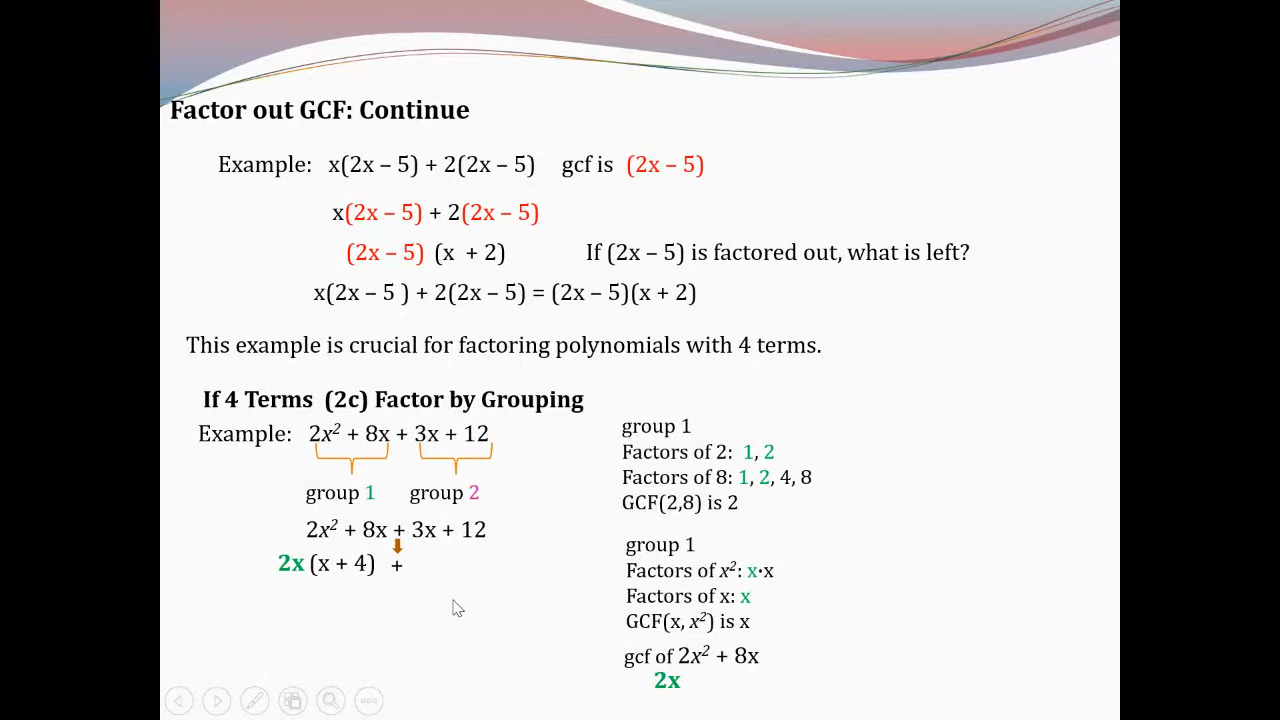 Factor out GCF: Continue
Example: x(2x – 5) + 2(2x – 5) gcf is (2x – 5)
x(2x – 5) + 2(2x – 5)
(2x – 5) (x + 2) If (2x – 5) is factored out, what is left?
x(2x – 5 ) + 2(2x – 5) = (2x – 5)(x + 2)
This example is crucial for factoring polynomials with 4 terms.
If 4 Terms (2c) Factor by Grouping
Example: 2x² + 8x + 3x + 12
group 1 group 2
2x² + 8x + 3x + 12
2x (x + 4) +
group 1
Factors of 2: 1, 2
Factors of 8: 1, 2, 4, 8
GCF(2,8) is 2
group 1
Factors of x²: x·x
Factors of x: x
GCF(x, x²) is x
gcf of 2x² + 8x
2x